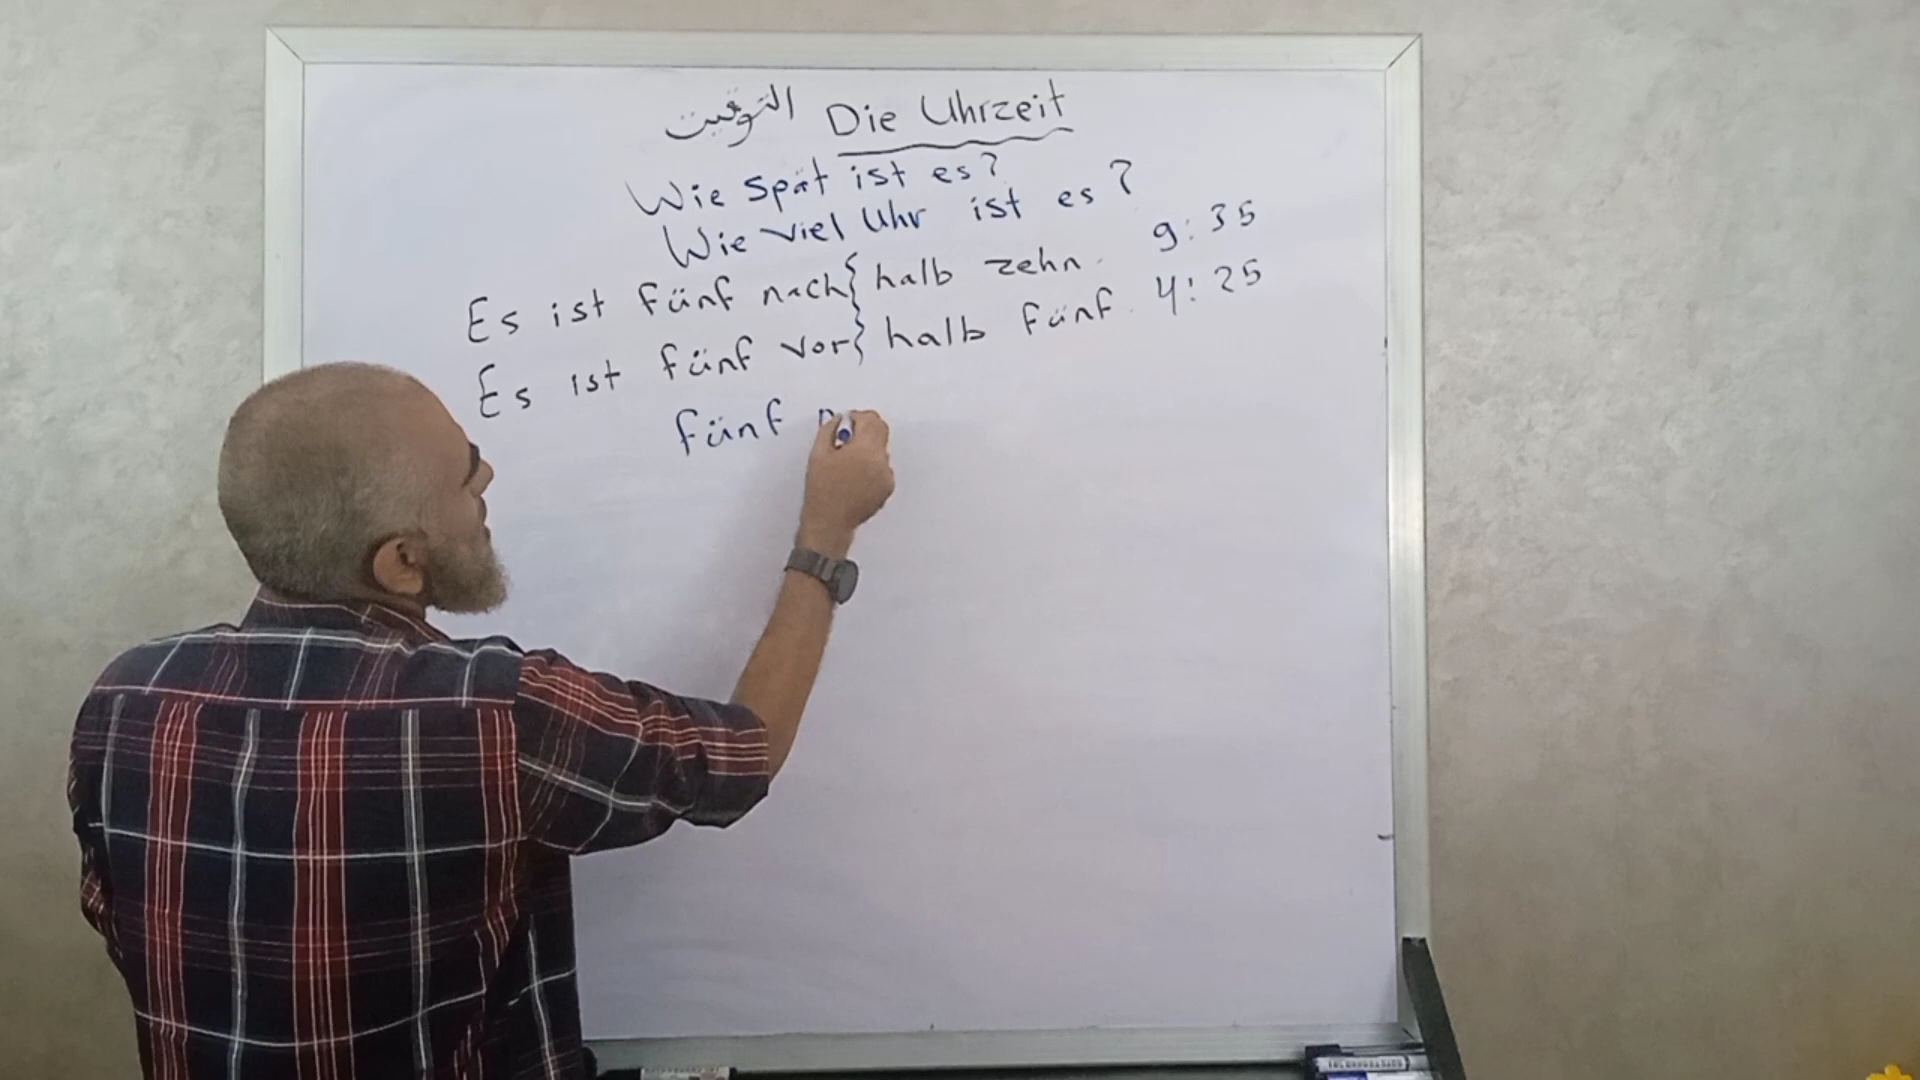 التوقيت Die Uhrzeit
Wie spät ist es?
Wie viel Uhr ist es?
Es ist fünf nach { halb zehn. 9:35
Es ist fünf vor } halb fünf. 4:25
fünf n